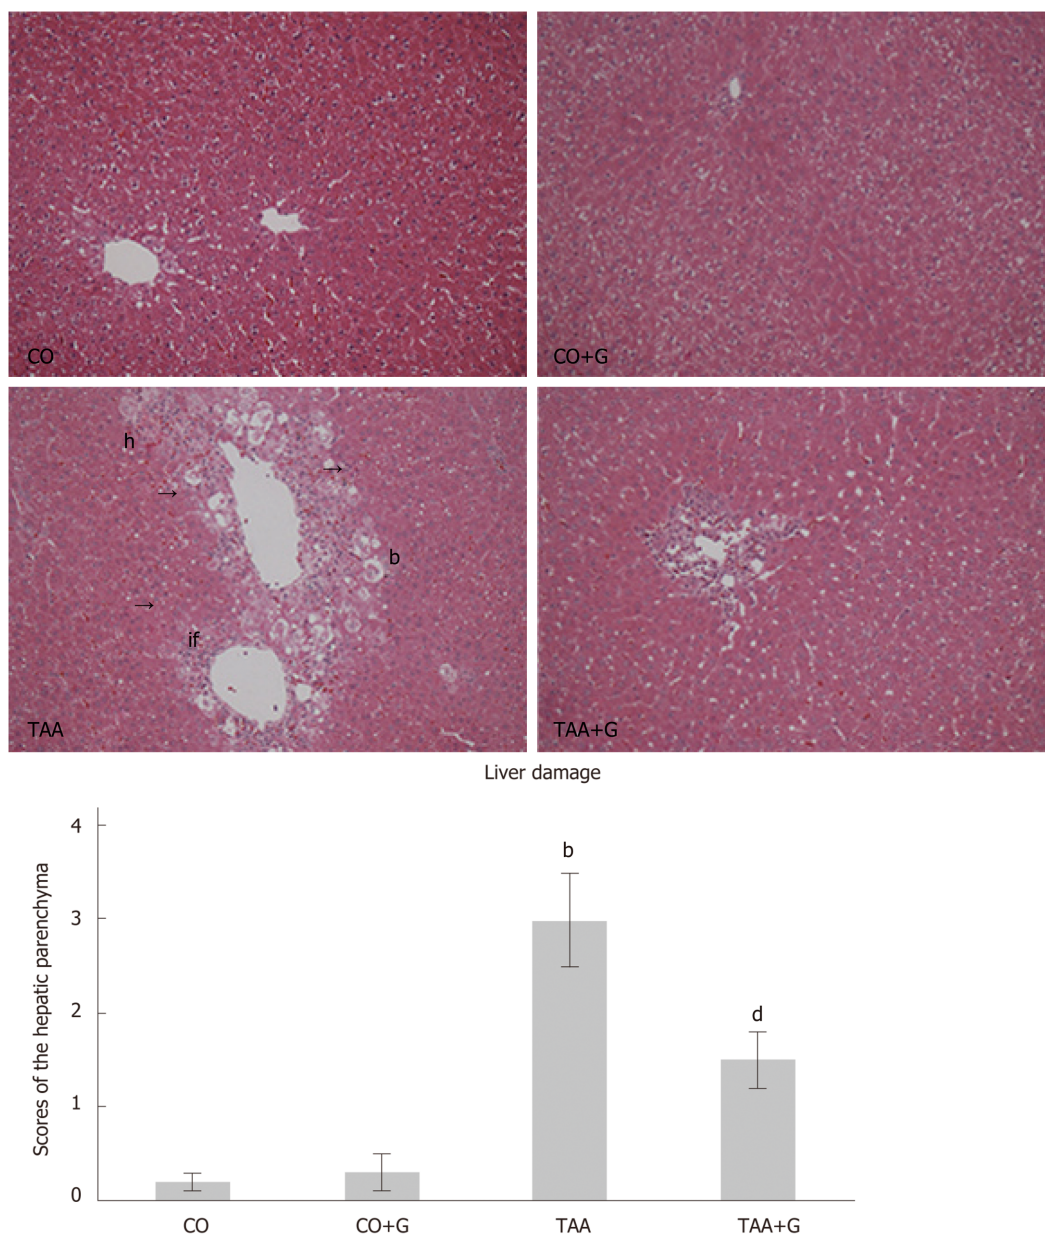 CO
CO+G
h
→
→
b
→
if
TAA
TAA+G
Liver damage
Scores of the hepatic parenchyma
4
3
2
1
0
b
d
CO
CO+G
TAA
TAA+G